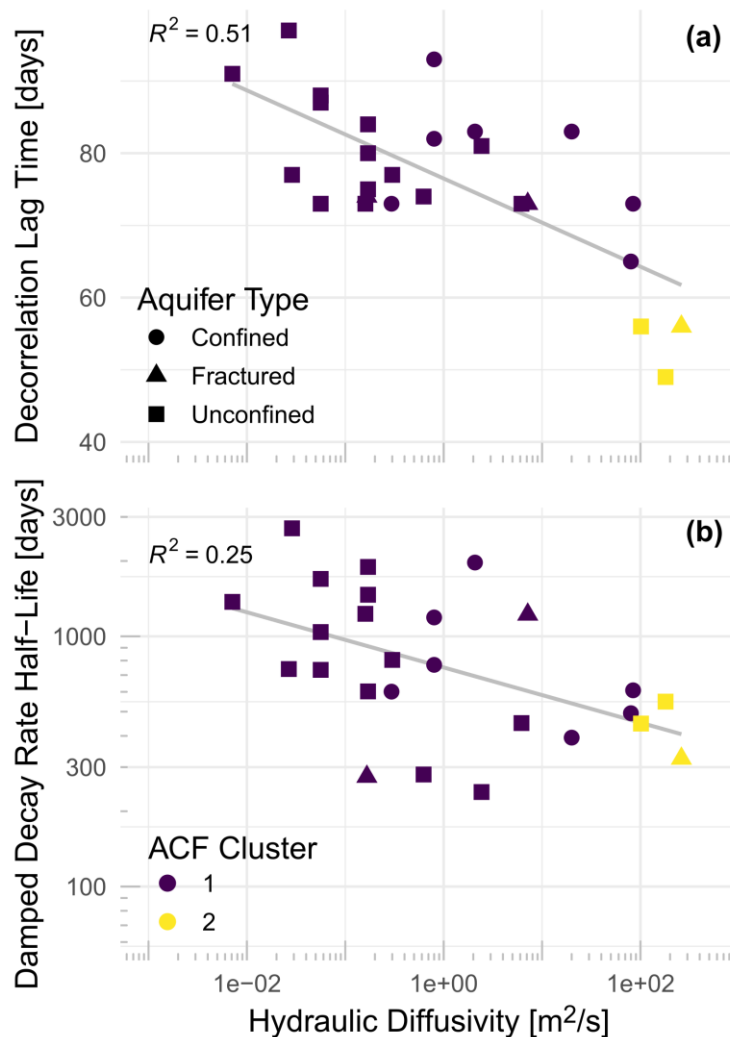 R² = 0.51
(a)
Decorrelation Lag Time [days]
80
60
40
Aquifer Type
Confined
Fractured
Unconfined
(b)
R² = 0.25
Damped Decay Rate Half−Life [days]
3000
1000
300
100
ACF Cluster
1
2
1e−02 1e+00 1e+02
Hydraulic Diffusivity [m²/s]